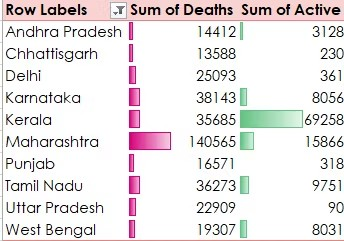 Row Labels Sum of Deaths Sum of Active
Andhra Pradesh 14412 3128
Chhattisgarh 13588 230
Delhi 25093 361
Karnataka 38143 8056
Kerala 35685 69258
Maharashtra 140565 15866
Punjab 16571 318
Tamil Nadu 36273 9751
Uttar Pradesh 22909 90
West Bengal 19307 8031